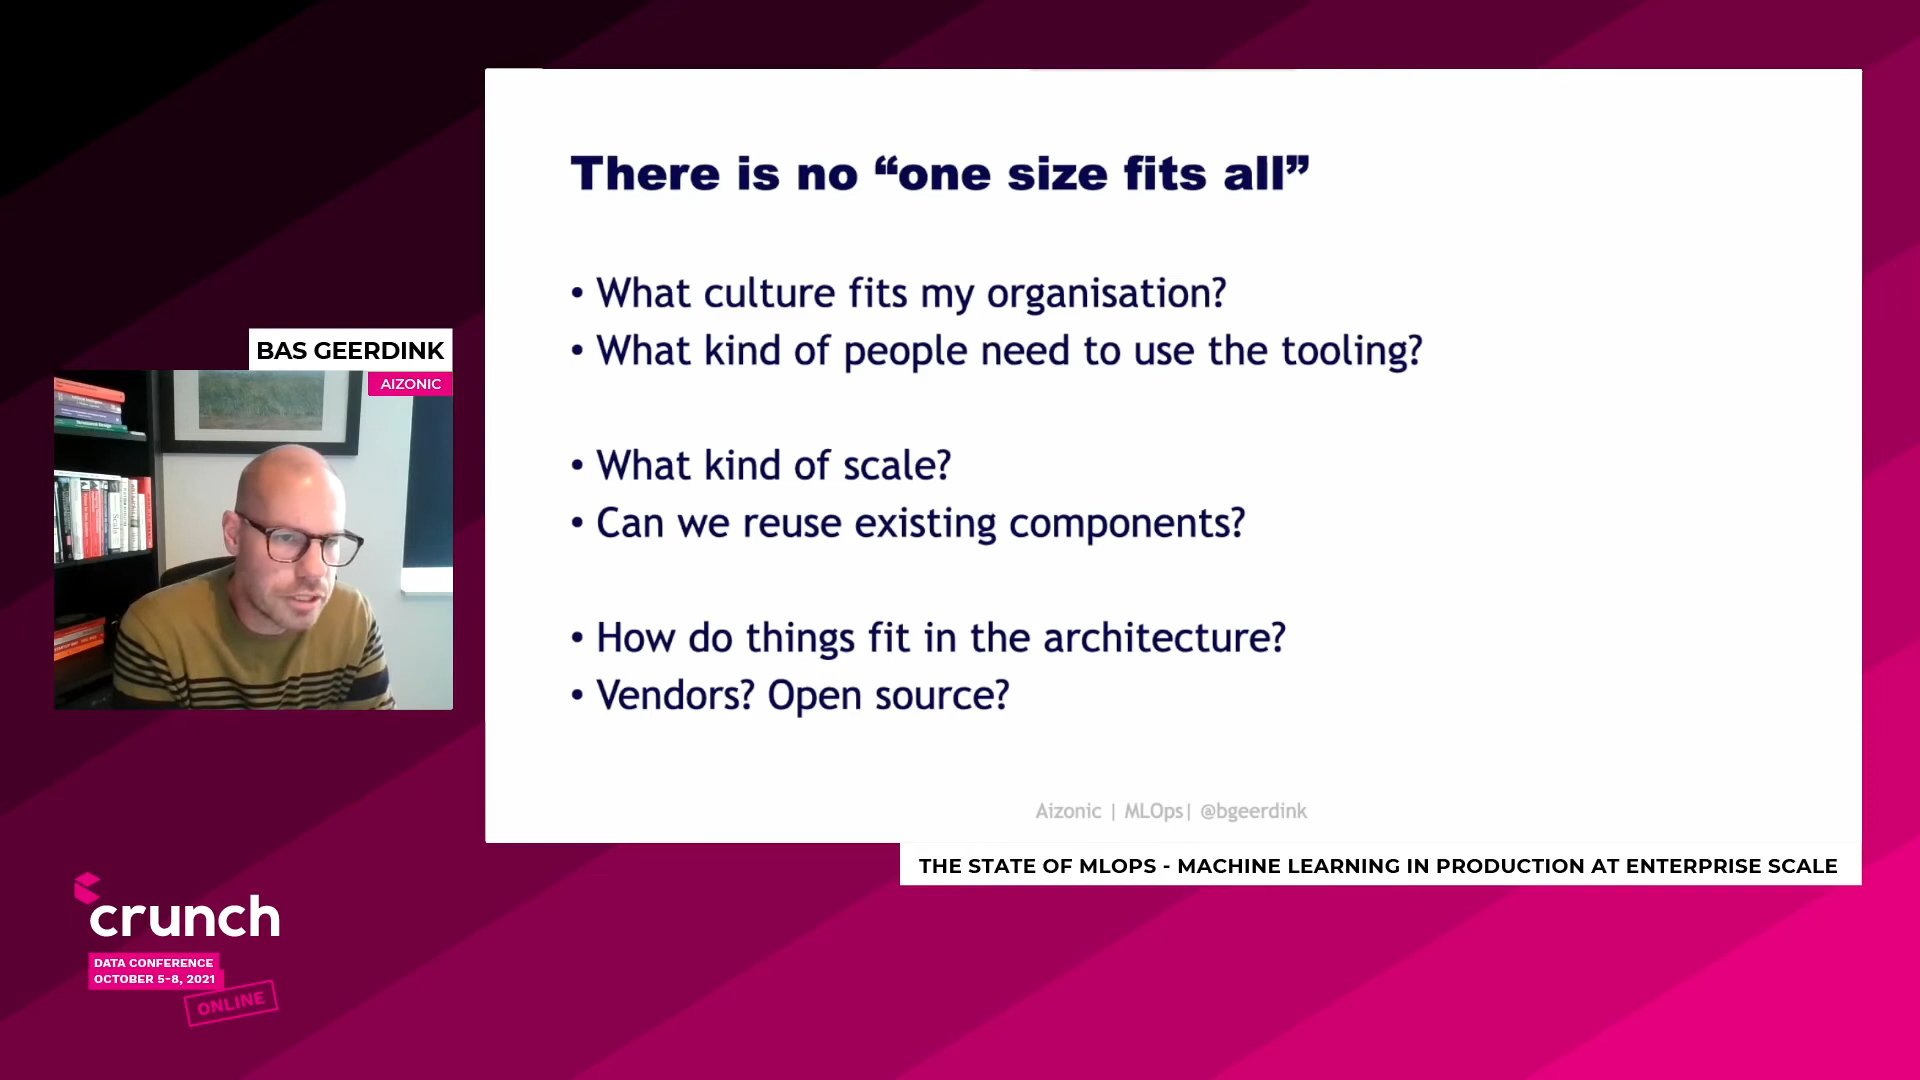 There is no “one size fits all”
• What culture fits my organisation?
• What kind of people need to use the tooling?
• What kind of scale?
• Can we reuse existing components?
• How do things fit in the architecture?
• Vendors? Open source?
Aizonic | MLOps| @bgeerdink
BAS GEERDINK
AIZONIC
THE STATE OF MLOPS - MACHINE LEARNING IN PRODUCTION AT ENTERPRISE SCALE
crunch
DATA CONFERENCE
OCTOBER 5-8, 2021
ONLINE